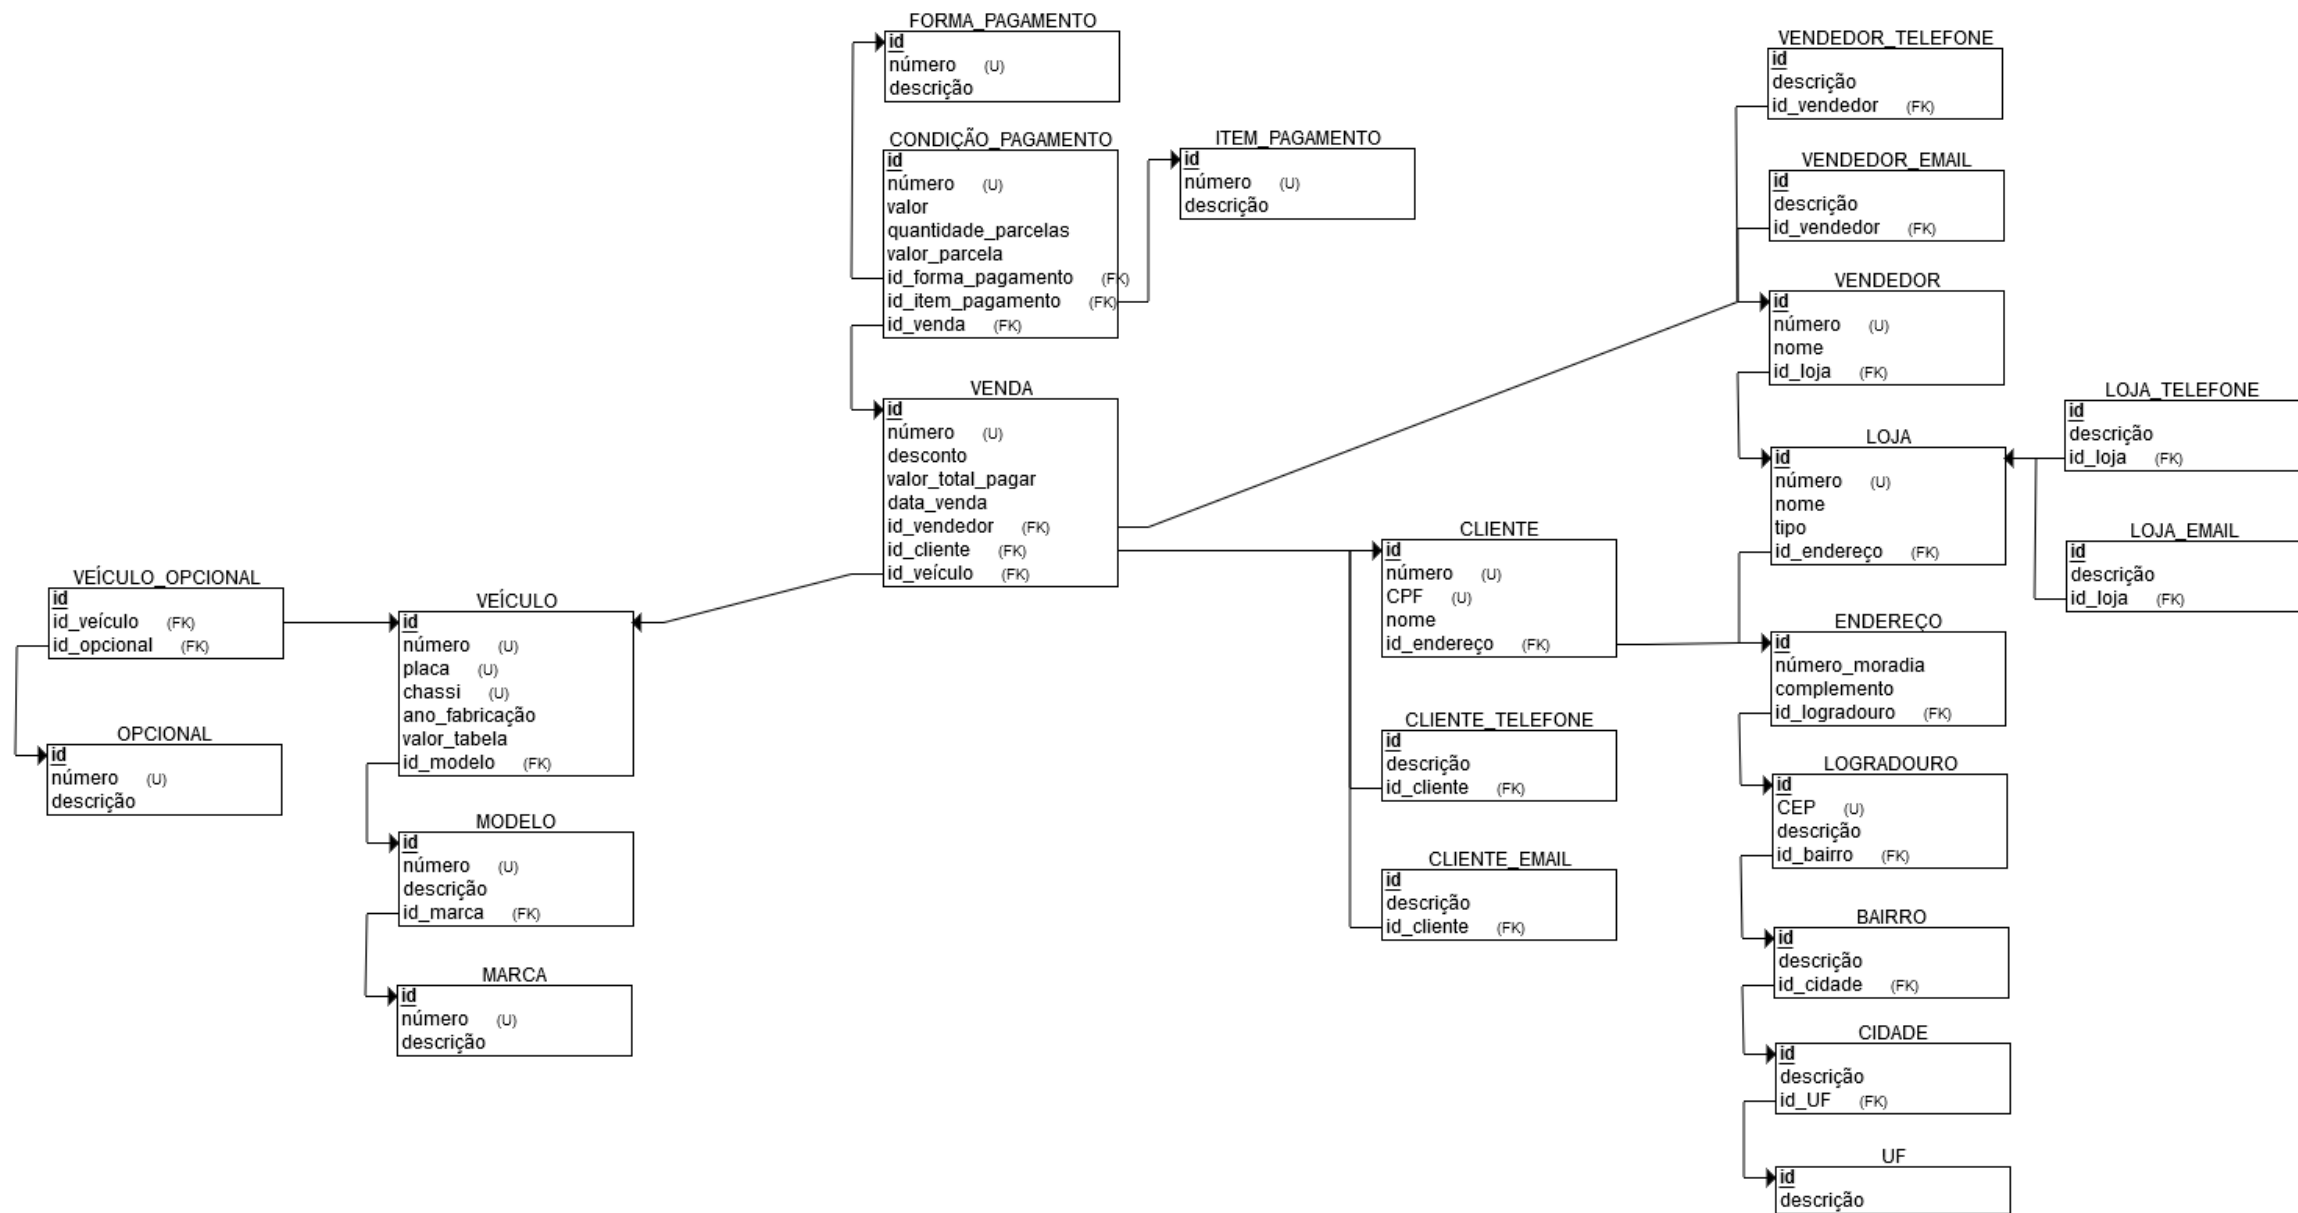 FORMA_PAGAMENTO
id
número (U)
descrição
CONDIÇÃO_PAGAMENTO
id
número (U)
valor
quantidade_parcelas
valor_parcela
id_forma_pagamento (FK)
id_item_pagamento (FK)
id_venda (FK)
ITEM_PAGAMENTO
id
número (U)
descrição
VENDA
id
número (U)
desconto
valor_total_pagar
data_venda
id_vendedor (FK)
id_cliente (FK)
id_veículo (FK)
VEÍCULO_OPCIONAL
id
id_veículo (FK)
id_opcional (FK)
OPCIONAL
id
número (U)
descrição
VEÍCULO
id
número (U)
placa (U)
chassi (U)
ano_fabricação
valor_tabela
id_modelo (FK)
MODELO
id
número (U)
descrição
id_marca (FK)
MARCA
id
número (U)
descrição
CLIENTE
id
número (U)
CPF (U)
nome
id_endereço (FK)
CLIENTE_TELEFONE
id
descrição
id_cliente (FK)
CLIENTE_EMAIL
id
descrição
id_cliente (FK)
VENDEDOR_TELEFONE
id
descrição
id_vendedor (FK)
VENDEDOR_EMAIL
id
descrição
id_vendedor (FK)
VENDEDOR
id
número (U)
nome
id_loja (FK)
LOJA
id
número (U)
nome
tipo
id_endereço (FK)
LOJA_TELEFONE
id
descrição
id_loja (FK)
LOJA_EMAIL
id
descrição
id_loja (FK)
ENDEREÇO
id
número_moradia
complemento
id_logradouro (FK)
LOGRADOURO
id
CEP (U)
descrição
id_bairro (FK)
BAIRRO
id
descrição
id_cidade (FK)
CIDADE
id
descrição
id_UF (FK)
UF
id
descrição